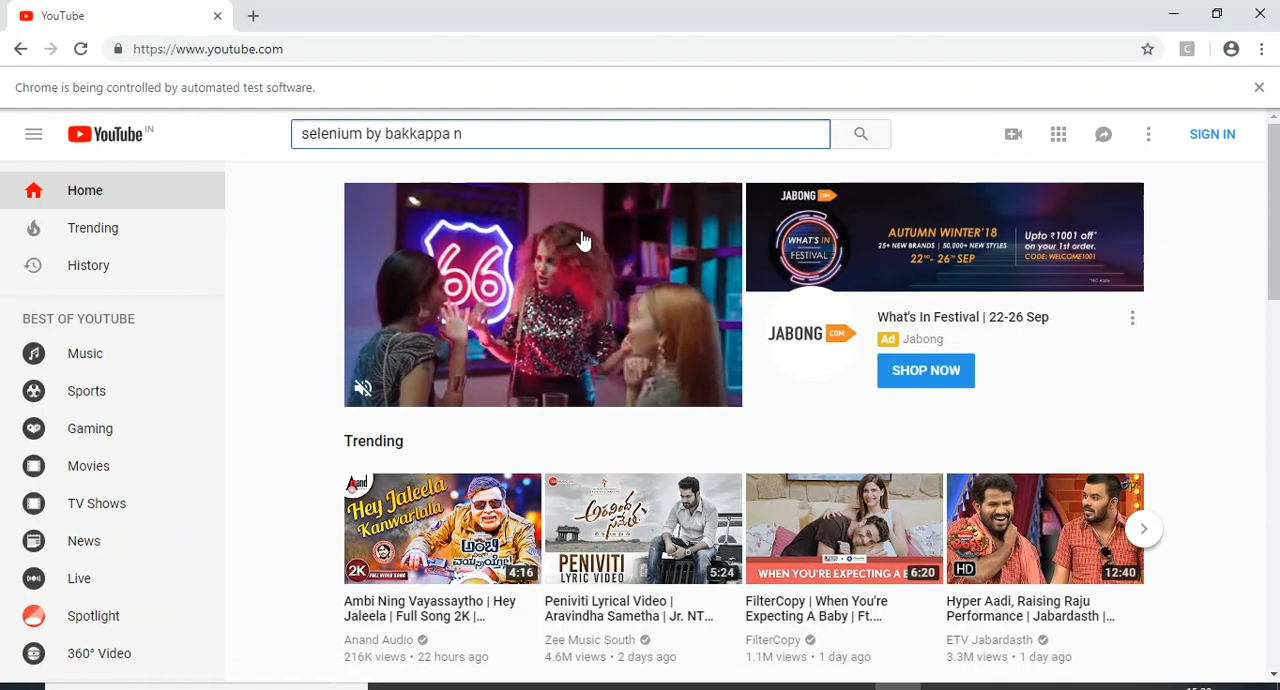 YouTube
https://www.youtube.com
C
Chrome is being controlled by automated test software.
YouTube IN
selenium by bakkappa n
SIGN IN
Home
Trending
History
BEST OF YOUTUBE
Music
Sports
Gaming
Movies
TV Shows
News
Live
Spotlight
360° Video
66
JABONG COM
WHAT'S IN FESTIVAL
AUTUMN WINTER'18
25+ NEW BRANDS | 50,000+ NEW STYLES
22ND- 26TH SEP
Upto ₹1001 off*
on your 1st order.
CODE: WELCOME1001
JABONG COM
What's In Festival | 22-26 Sep
Ad Jabong
SHOP NOW
Trending
Anand
Hey Jaleela
Kanwarlala
2K FULL VIDEO SONG
4:16
PENIVITI
LYRIC VIDEO
5:24
WHEN YOU'RE EXPECTING A B
6:20
HD
12:40
Ambi Ning Vayassaytho | Hey
Jaleela | Full Song 2K |...
Anand Audio
216K views • 22 hours ago
Peniviti Lyrical Video |
Aravindha Sametha | Jr. NT...
Zee Music South
4.6M views • 2 days ago
FilterCopy | When You're
Expecting A Baby | Ft....
FilterCopy
1.1M views • 1 day ago
Hyper Aadi, Raising Raju
Performance | Jabardasth |...
ETV Jabardasth
3.3M views • 1 day ago